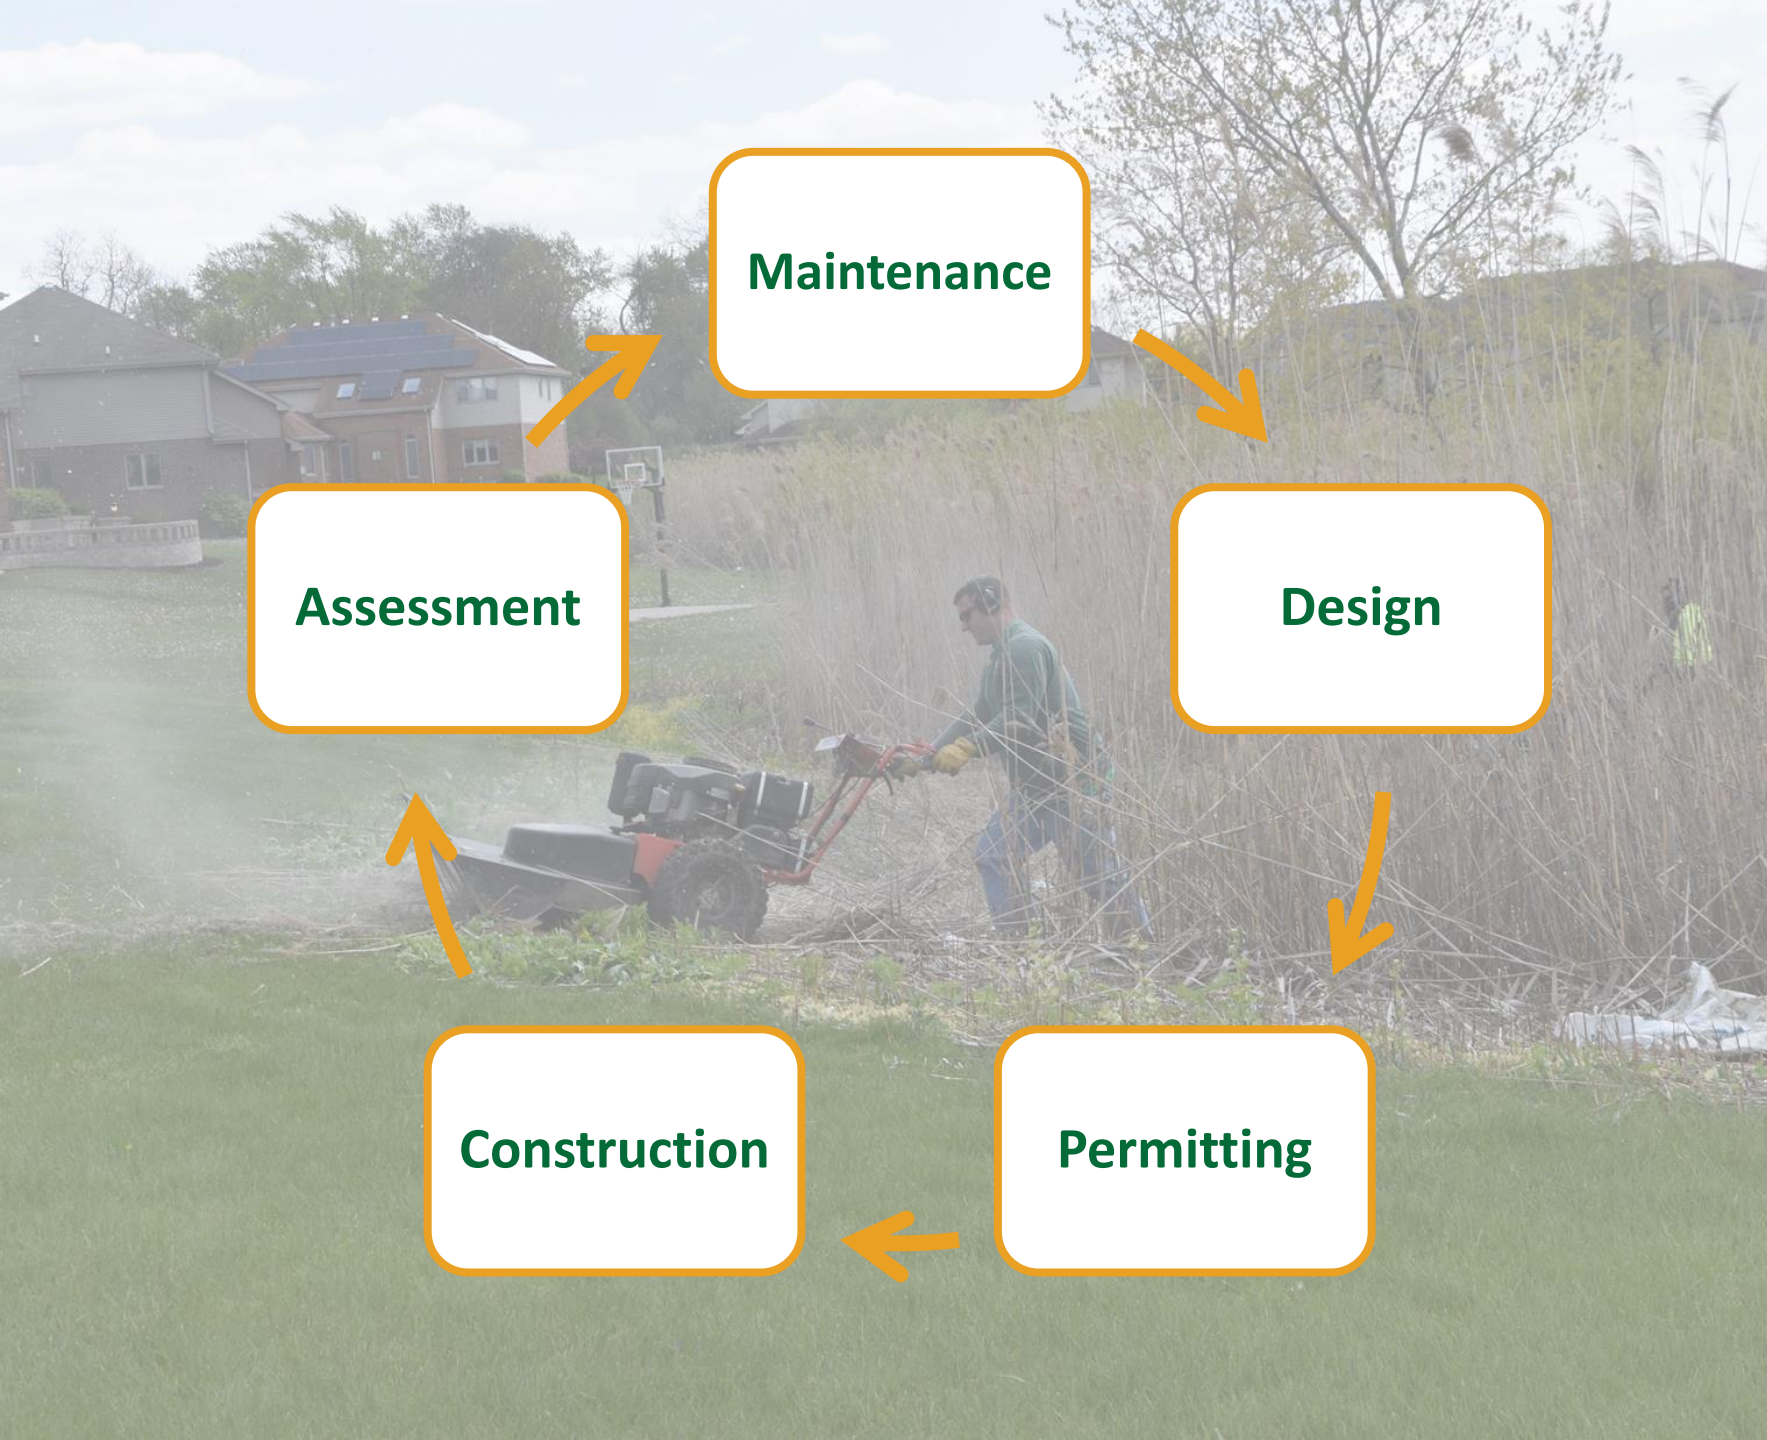 Maintenance
Design
Permitting
Construction
Assessment